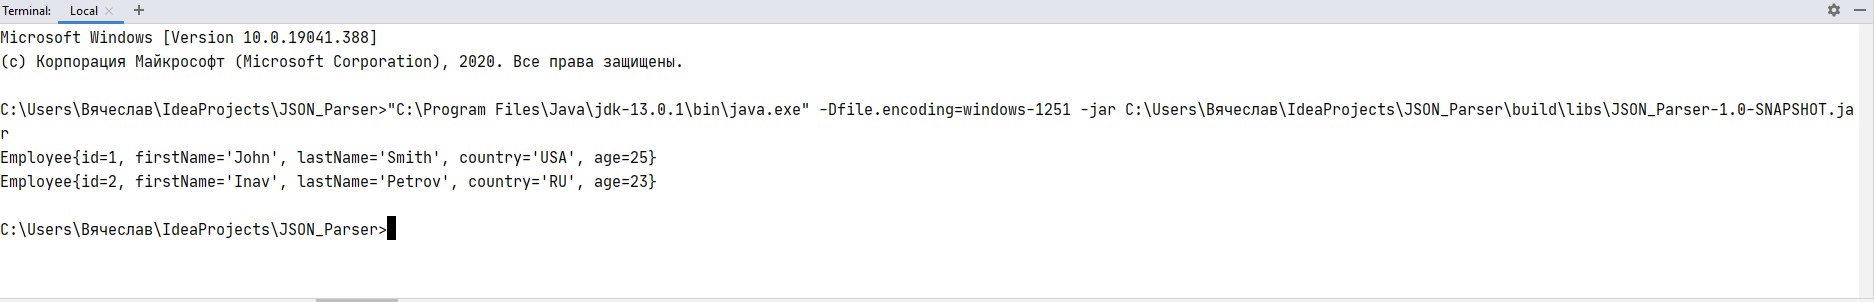 Terminal: Local × +
Microsoft Windows [Version 10.0.19041.388]
(c) Корпорация Майкрософт (Microsoft Corporation), 2020. Все права защищены.
C:\Users\Вячеслав\IdeaProjects\JSON_Parser>"C:\Program Files\Java\jdk-13.0.1\bin\java.exe" -Dfile.encoding=windows-1251 -jar C:\Users\Вячеслав\IdeaProjects\JSON_Parser\build\libs\JSON_Parser-1.0-SNAPSHOT.ja
r
Employee{id=1, firstName='John', lastName='Smith', country='USA', age=25}
Employee{id=2, firstName='Inav', lastName='Petrov', country='RU', age=23}
C:\Users\Вячеслав\IdeaProjects\JSON_Parser>